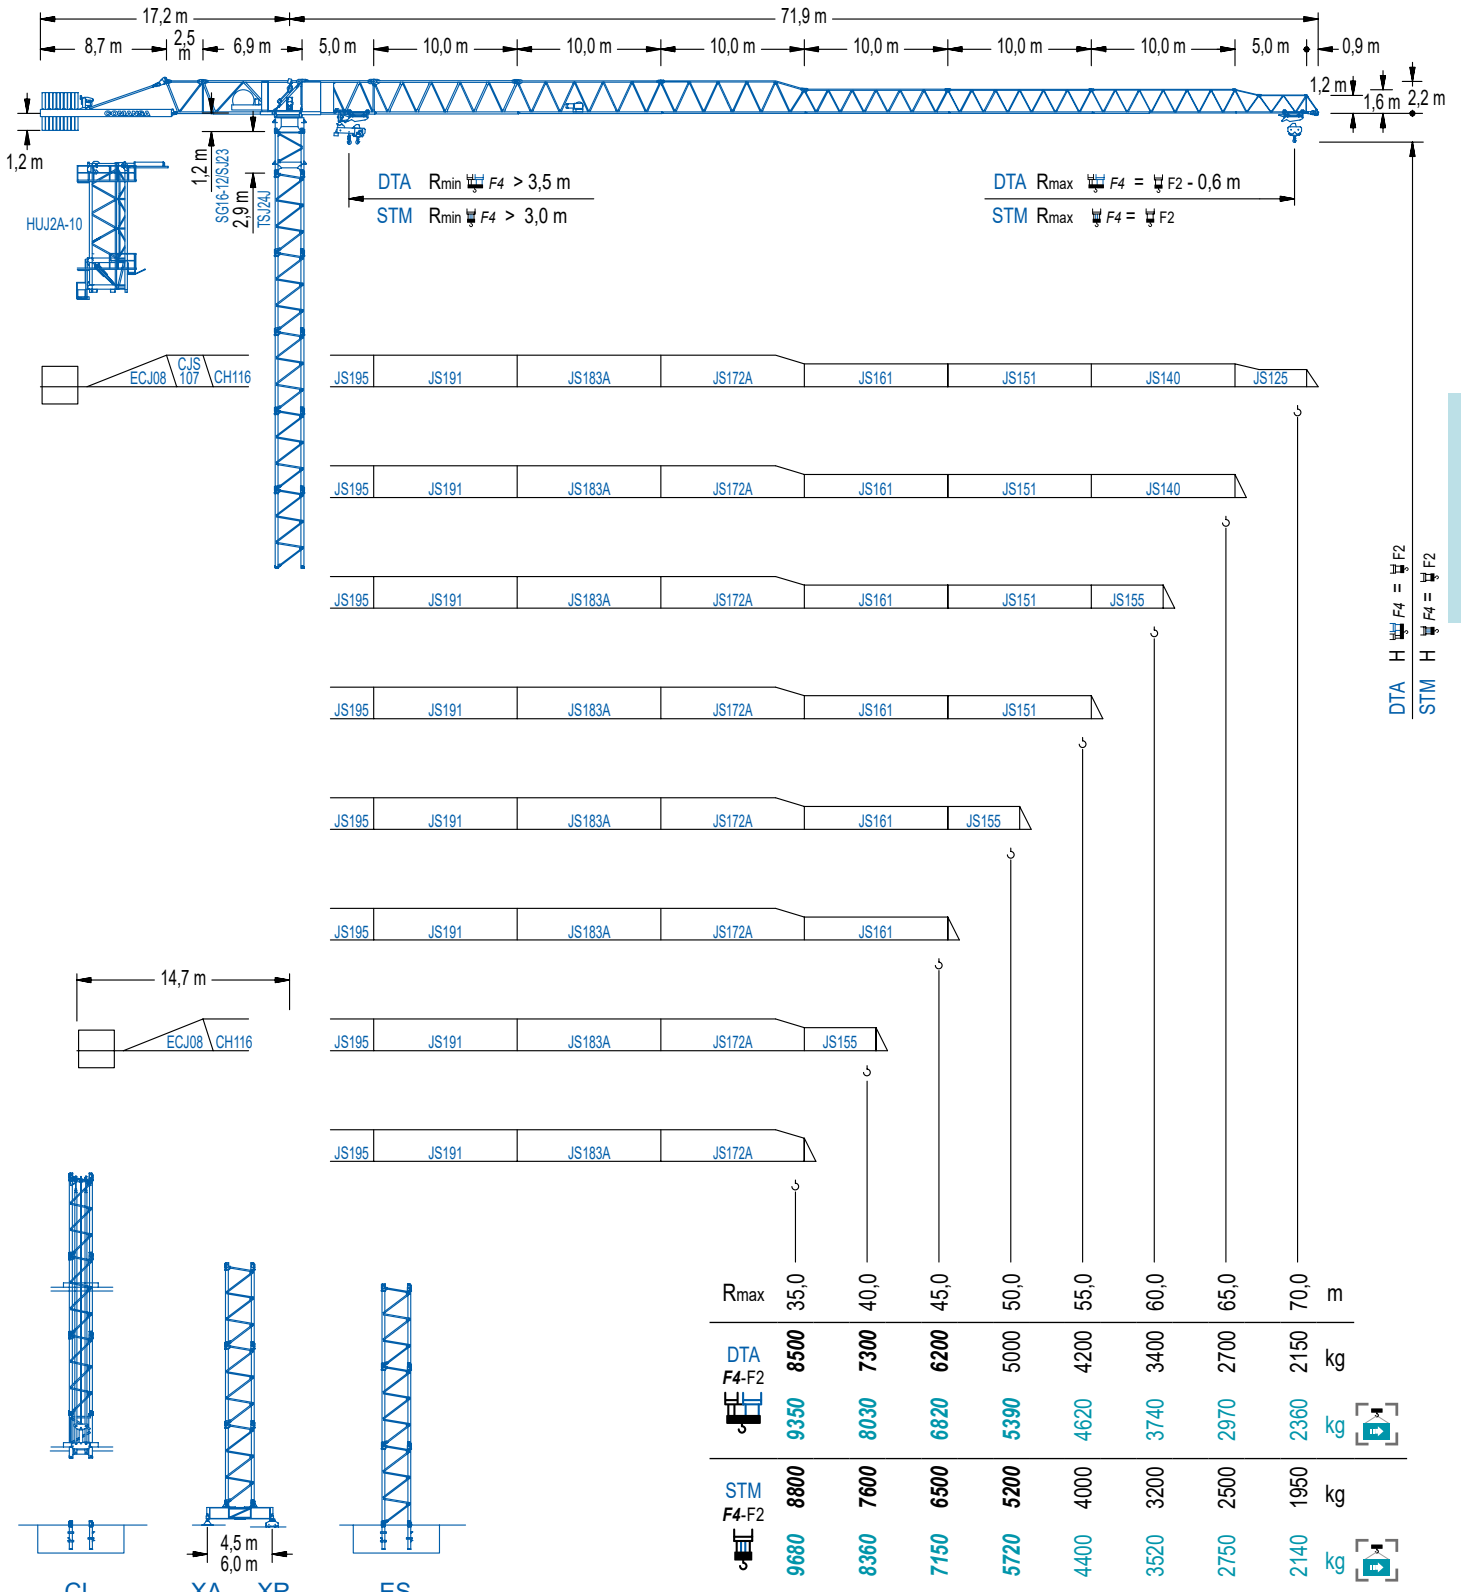 17,2 m 71,9 m
8,7 m 2,5 m 6,9 m 5,0 m 10,0 m 10,0 m 10,0 m 10,0 m 10,0 m 10,0 m 5,0 m 0,9 m
1,2 m 1,6 m 2,2 m
COMANSA
1,2 m
1,2 m
SG16-12/SJ23
2,9 m
TSJ24J
HUJ2A-10
DTA Rmin F4 > 3,5 m
STM Rmin F4 > 3,0 m
DTA Rmax F4 = F2 - 0,6 m
STM Rmax F4 = F2
ECJ08 CJS 107 CH116 JS195 JS191 JS183A JS172A JS161 JS151 JS140 JS125
JS195 JS191 JS183A JS172A JS161 JS151 JS140
JS195 JS191 JS183A JS172A JS161 JS151 JS155
DTA H F4 = F2
STM H F4 = F2
JS195 JS191 JS183A JS172A JS161 JS151
JS195 JS191 JS183A JS172A JS161 JS155
JS195 JS191 JS183A JS172A JS161
14,7 m
ECJ08 CH116 JS195 JS191 JS183A JS172A JS155
JS195 JS191 JS183A JS172A
Rmax 35,0 40,0 45,0 50,0 55,0 60,0 65,0 70,0 m
DTA F4-F2 8500 7300 6200 5000 4200 3400 2700 2150 kg
9350 8030 6820 5390 4620 3740 2970 2360 kg
STM F4-F2 8800 7600 6500 5200 4000 3200 2500 1950 kg
9680 8360 7150 5720 4400 3520 2750 2140 kg
4,5 m
6,0 m